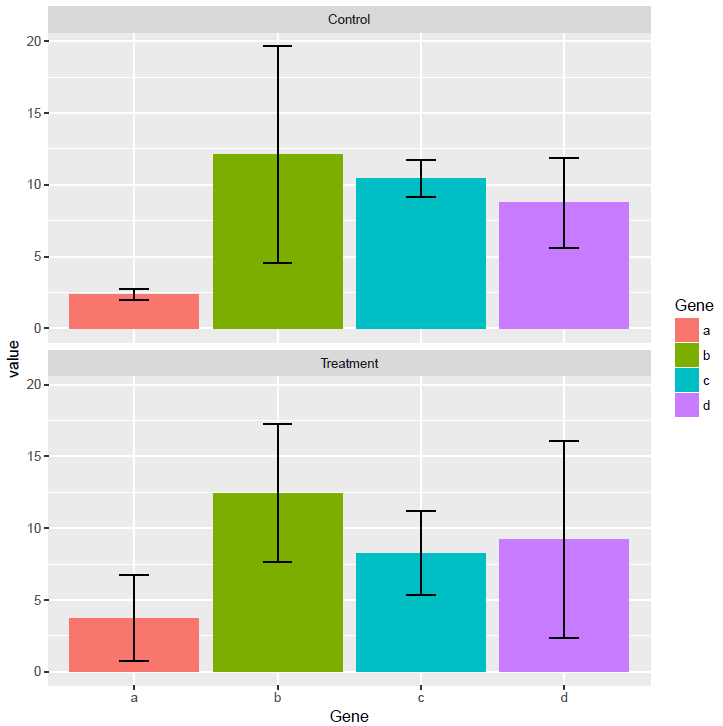 Control
20
15
10
5
0
Treatment
20
15
10
5
0
a b c d
Gene
value
Gene
a
b
c
d